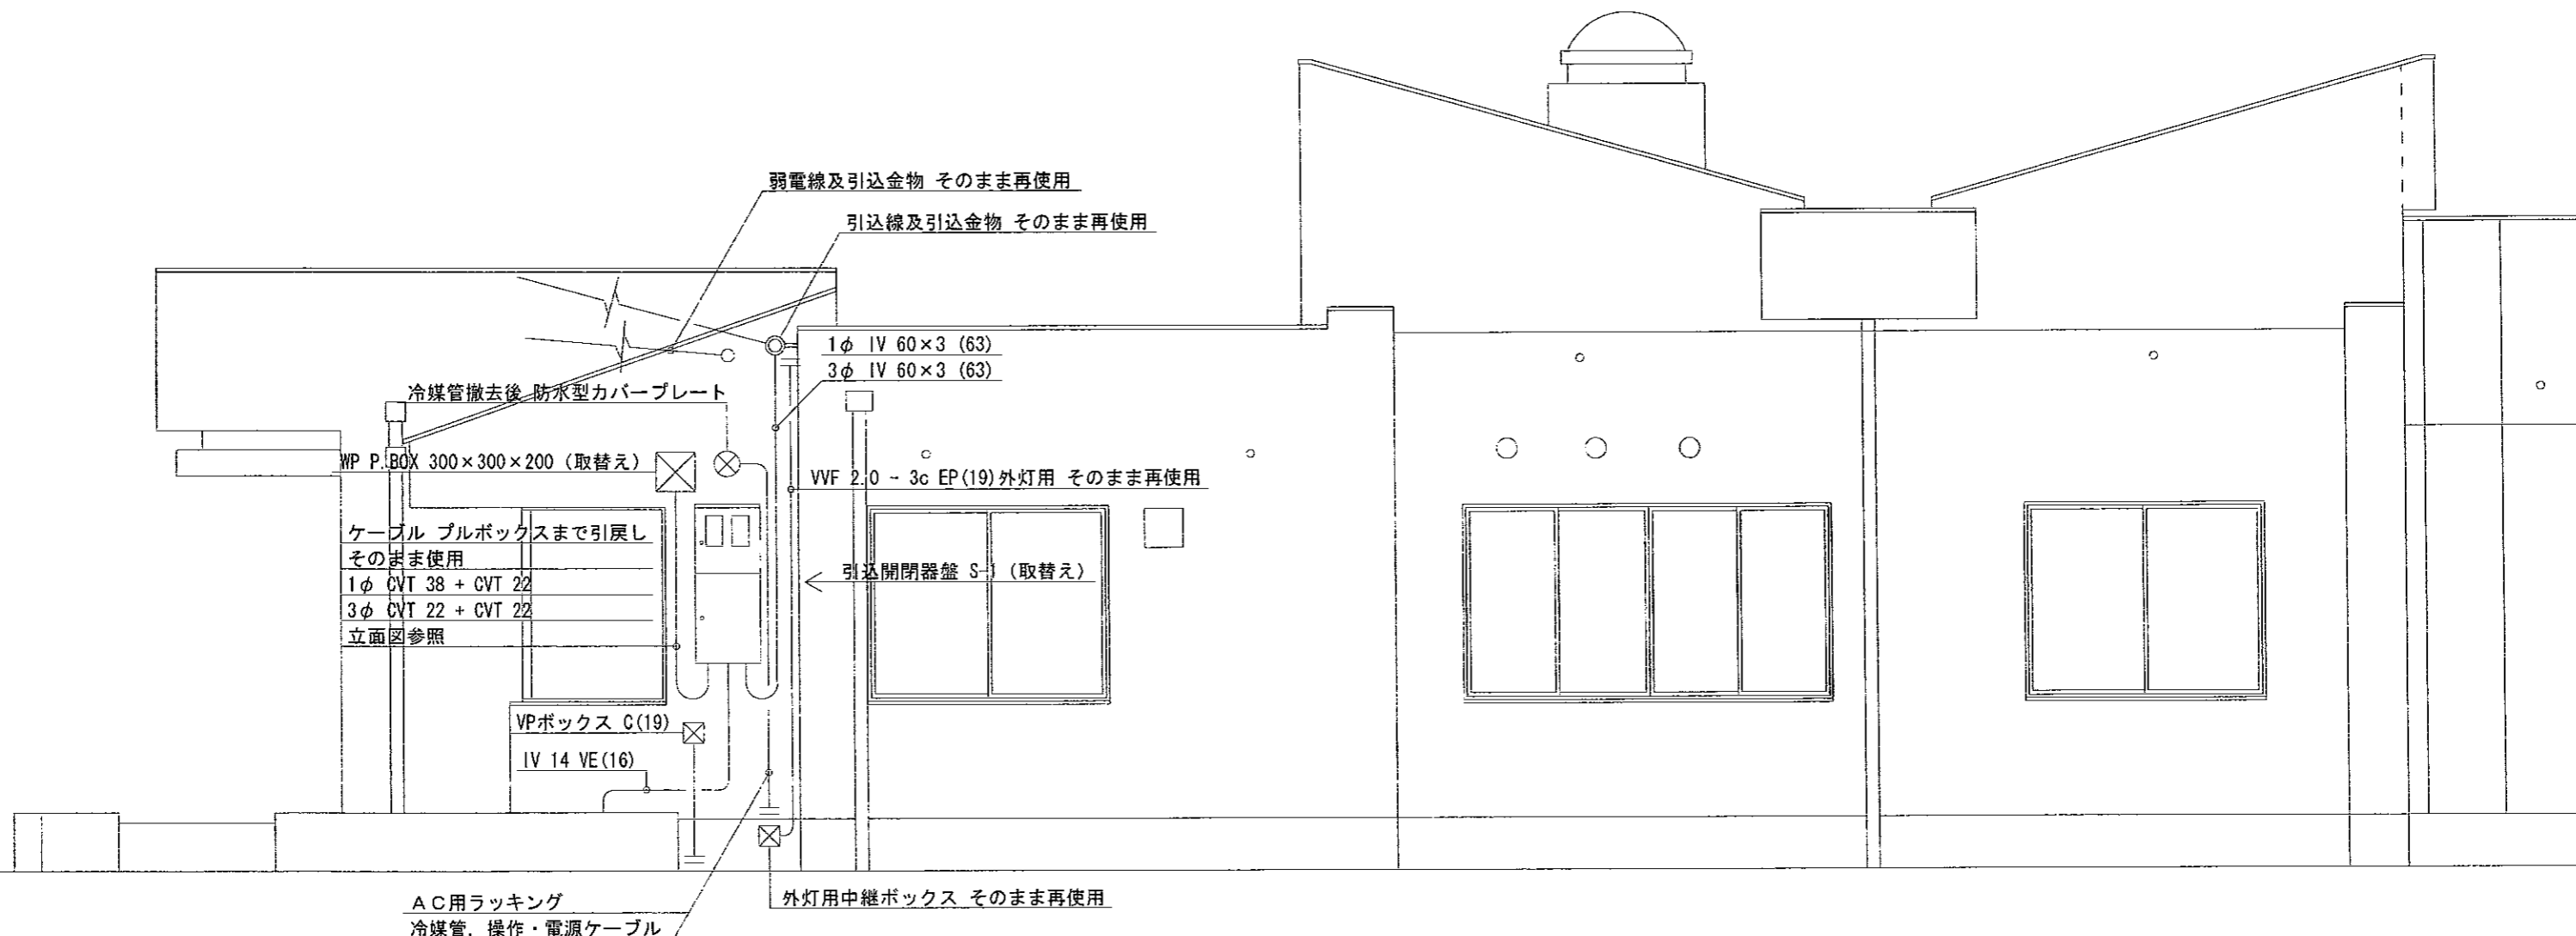 弱電線及引込金物 そのまま再使用
引込線及引込金物 そのまま再使用
1φ IV 60×3 (63)
3φ IV 60×3 (63)
冷媒管撤去後 防水型カバープレート
WP P.BOX 300×300×200 (取替え)
VVF 2.0 - 3c EP(19)外灯用 そのまま再使用
ケーブル プルボックスまで引戻し
そのまま使用
1φ CVT 38 + CVT 22
3φ CVT 22 + CVT 22
立面図参照
引込開閉器盤 S-1 (取替え)
VPボックス C(19)
IV 14 VE(16)
AC用ラッキング
冷媒管, 操作・電源ケーブル
外灯用中継ボックス そのまま再使用